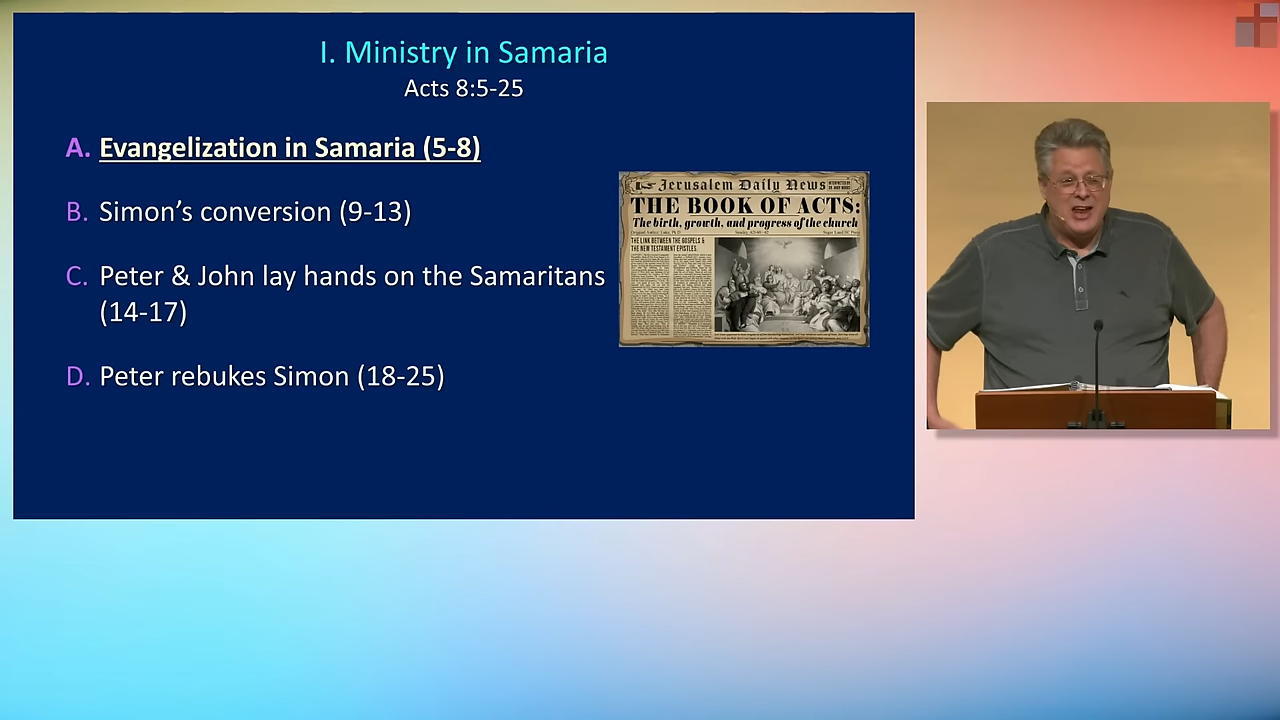 I. Ministry in Samaria
Acts 8:5-25
A. Evangelization in Samaria (5-8)
B. Simon’s conversion (9-13)
C. Peter & John lay hands on the Samaritans
(14-17)
D. Peter rebukes Simon (18-25)
Jerusalem Daily News
THE BOOK OF ACTS:
The birth, growth, and progress of the church
THE LINK BETWEEN THE GOSPELS &
THE NEW TESTAMENT EPISTLES.